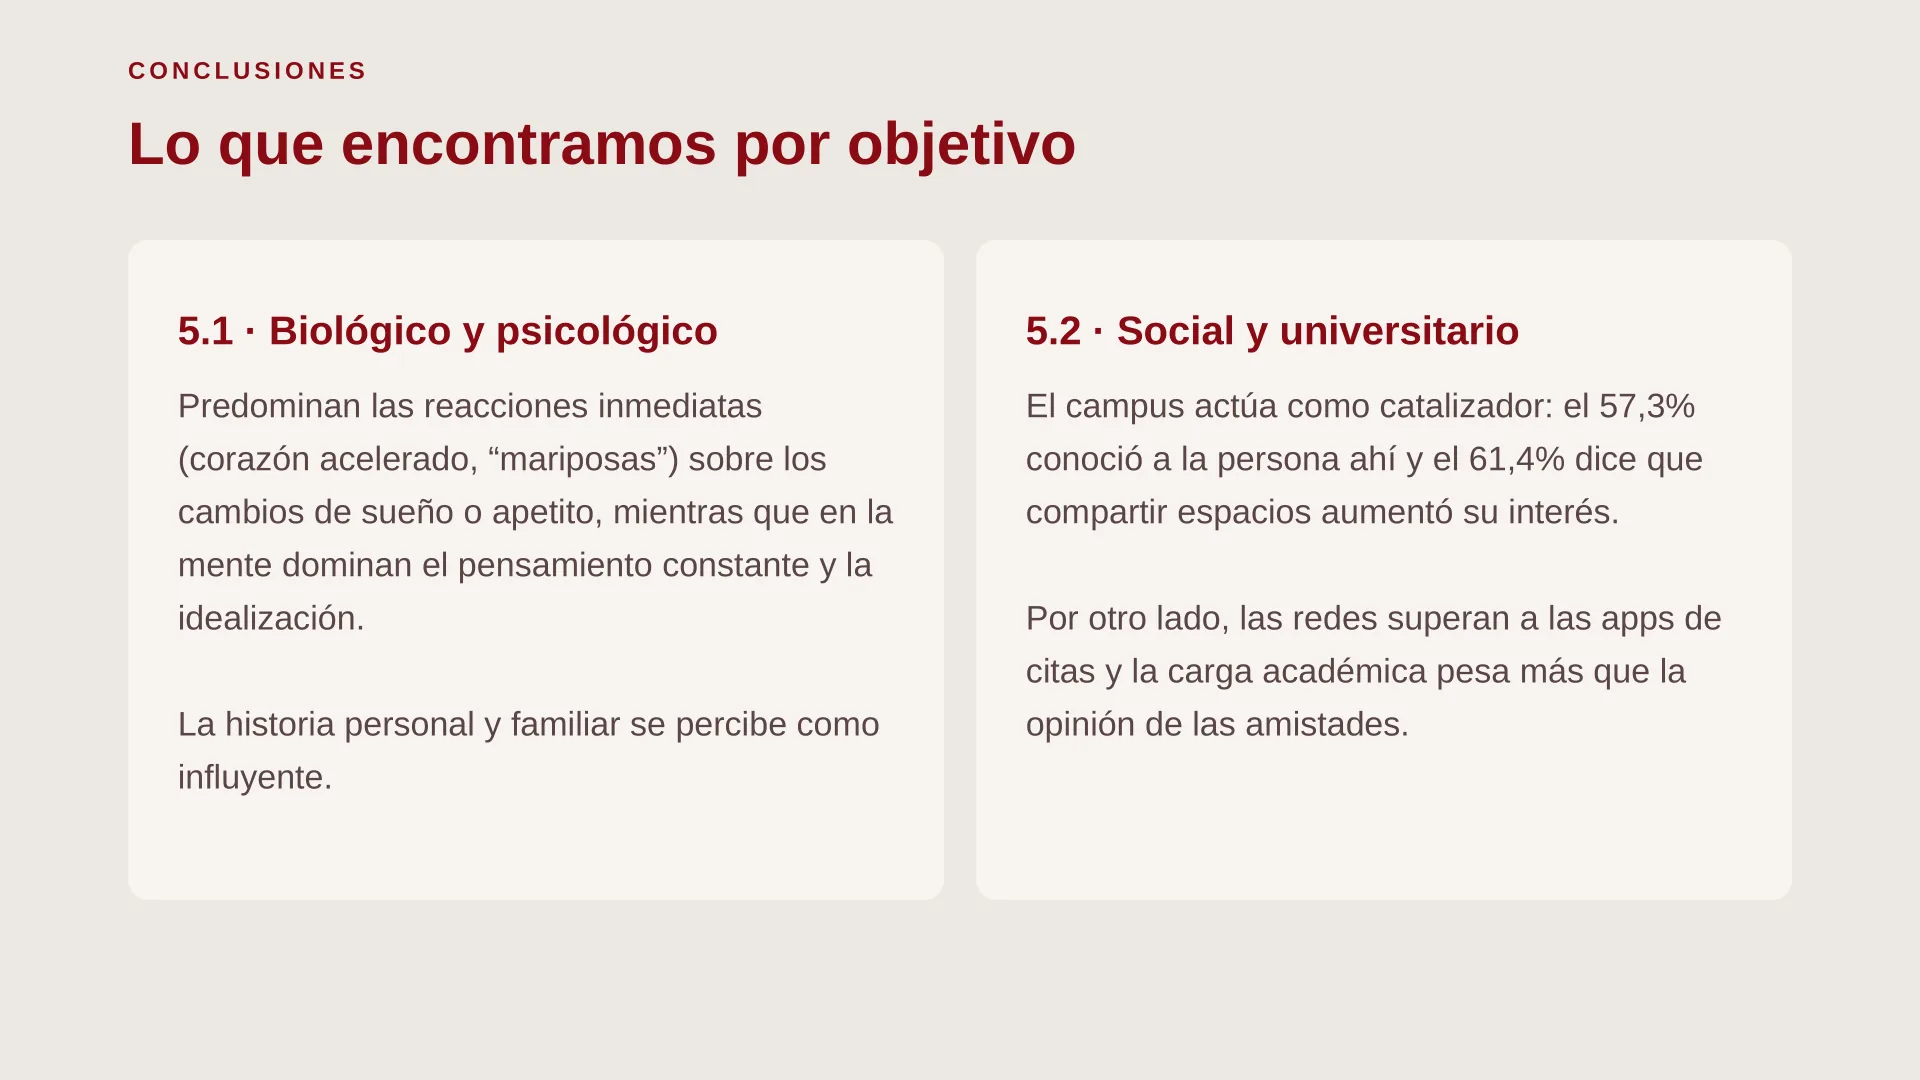 CONCLUSIONES
Lo que encontramos por objetivo
5.1 · Biológico y psicológico
Predominan las reacciones inmediatas
(corazón acelerado, “mariposas”) sobre los
cambios de sueño o apetito, mientras que en la
mente dominan el pensamiento constante y la
idealización.
La historia personal y familiar se percibe como
influyente.
5.2 · Social y universitario
El campus actúa como catalizador: el 57,3%
conoció a la persona ahí y el 61,4% dice que
compartir espacios aumentó su interés.
Por otro lado, las redes superan a las apps de
citas y la carga académica pesa más que la
opinión de las amistades.